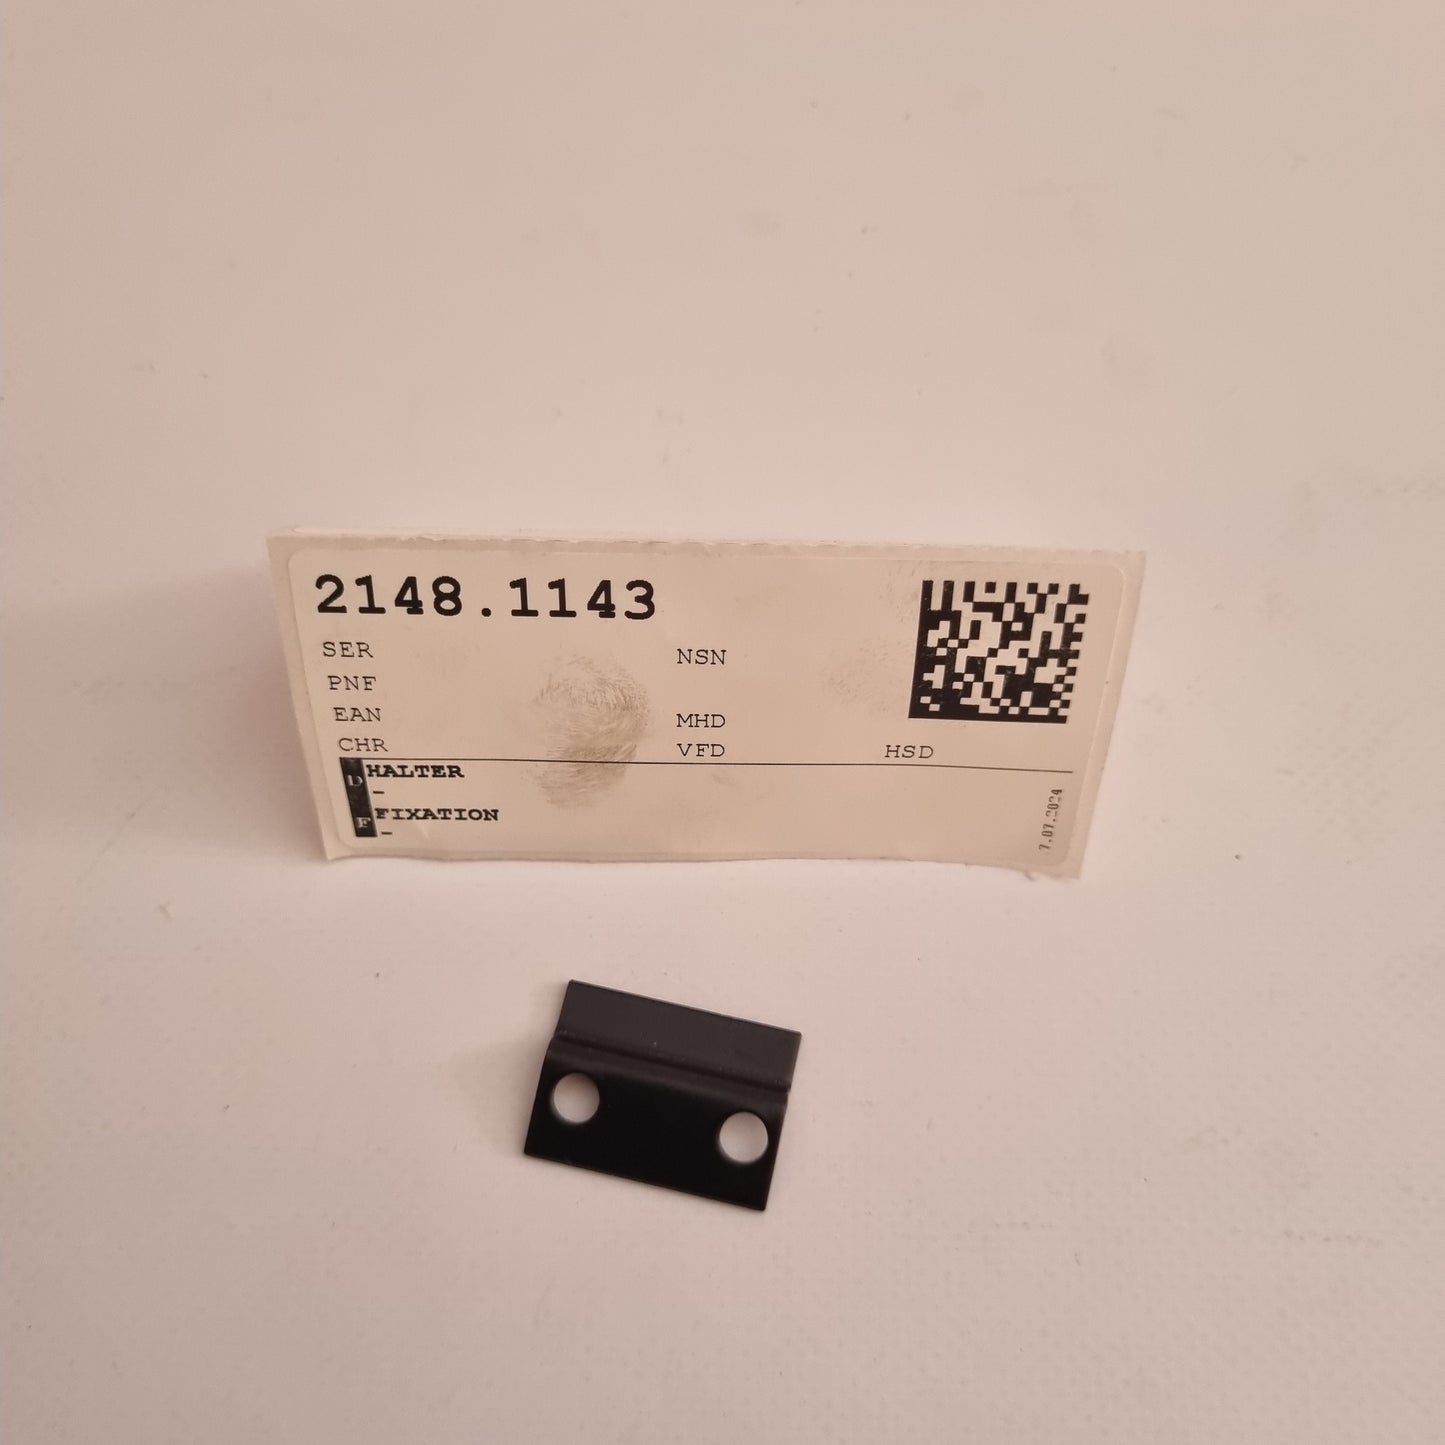 2148.1143
SER
NSN
PNF
EAN
MHD
CHR
VFD
HSD
D HALTER
-
F FIXATION
-
7.07.2024